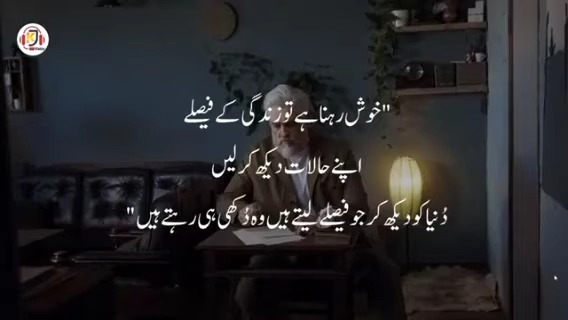 "خوش رہنا ہے تو زندگی کے فیصلے
اپنے حالات دیکھ کر لیں
دُنیا کو دیکھ کر جو فیصلے لیتے ہیں وہ دُکھی ہی رہتے ہیں"